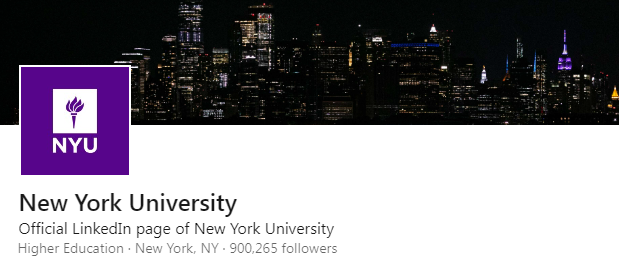 NYU
New York University
Official LinkedIn page of New York University
Higher Education · New York, NY · 900,265 followers